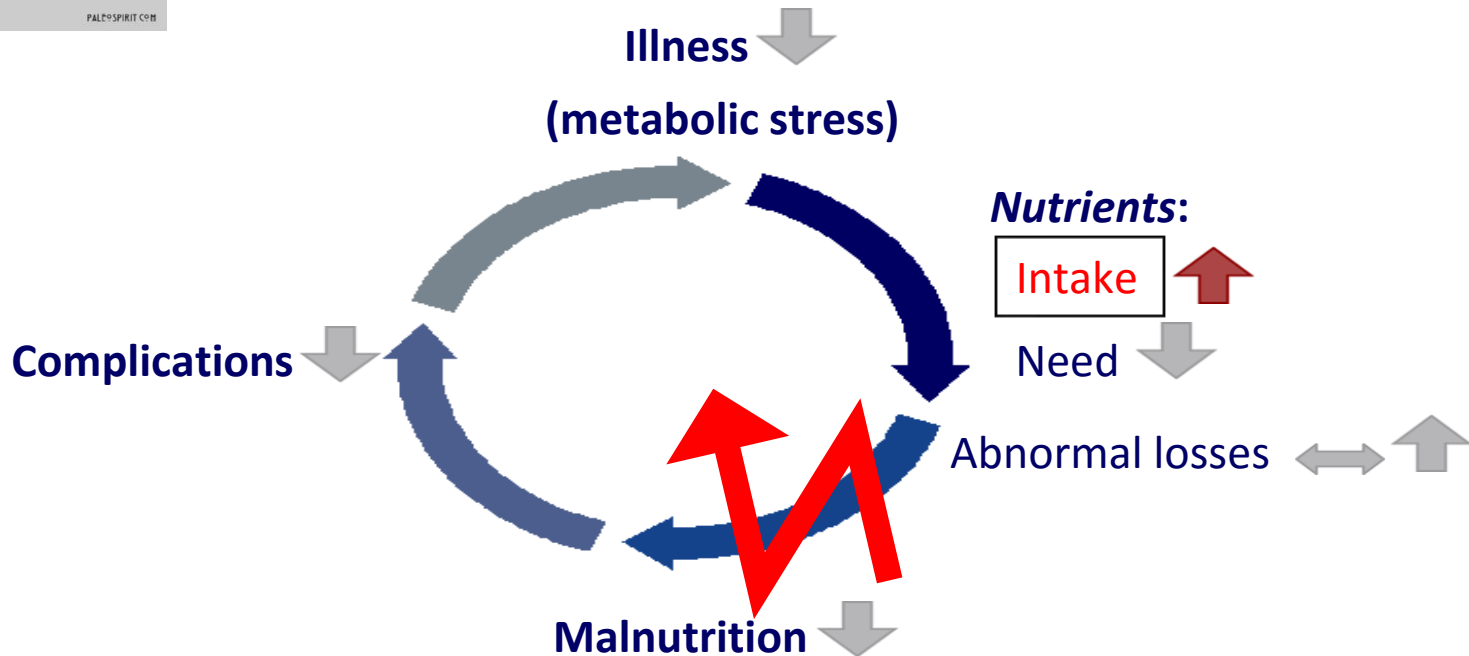 PALEOSPIRIT COM
Illness
(metabolic stress)
Nutrients:
Intake
Need
Complications
Abnormal losses
Malnutrition